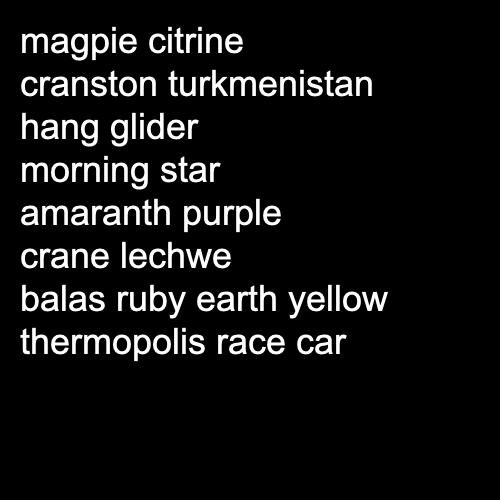 magpie citrine
cranston turkmenistan
hang glider
morning star
amaranth purple
crane lechwe
balas ruby earth yellow
thermopolis race car